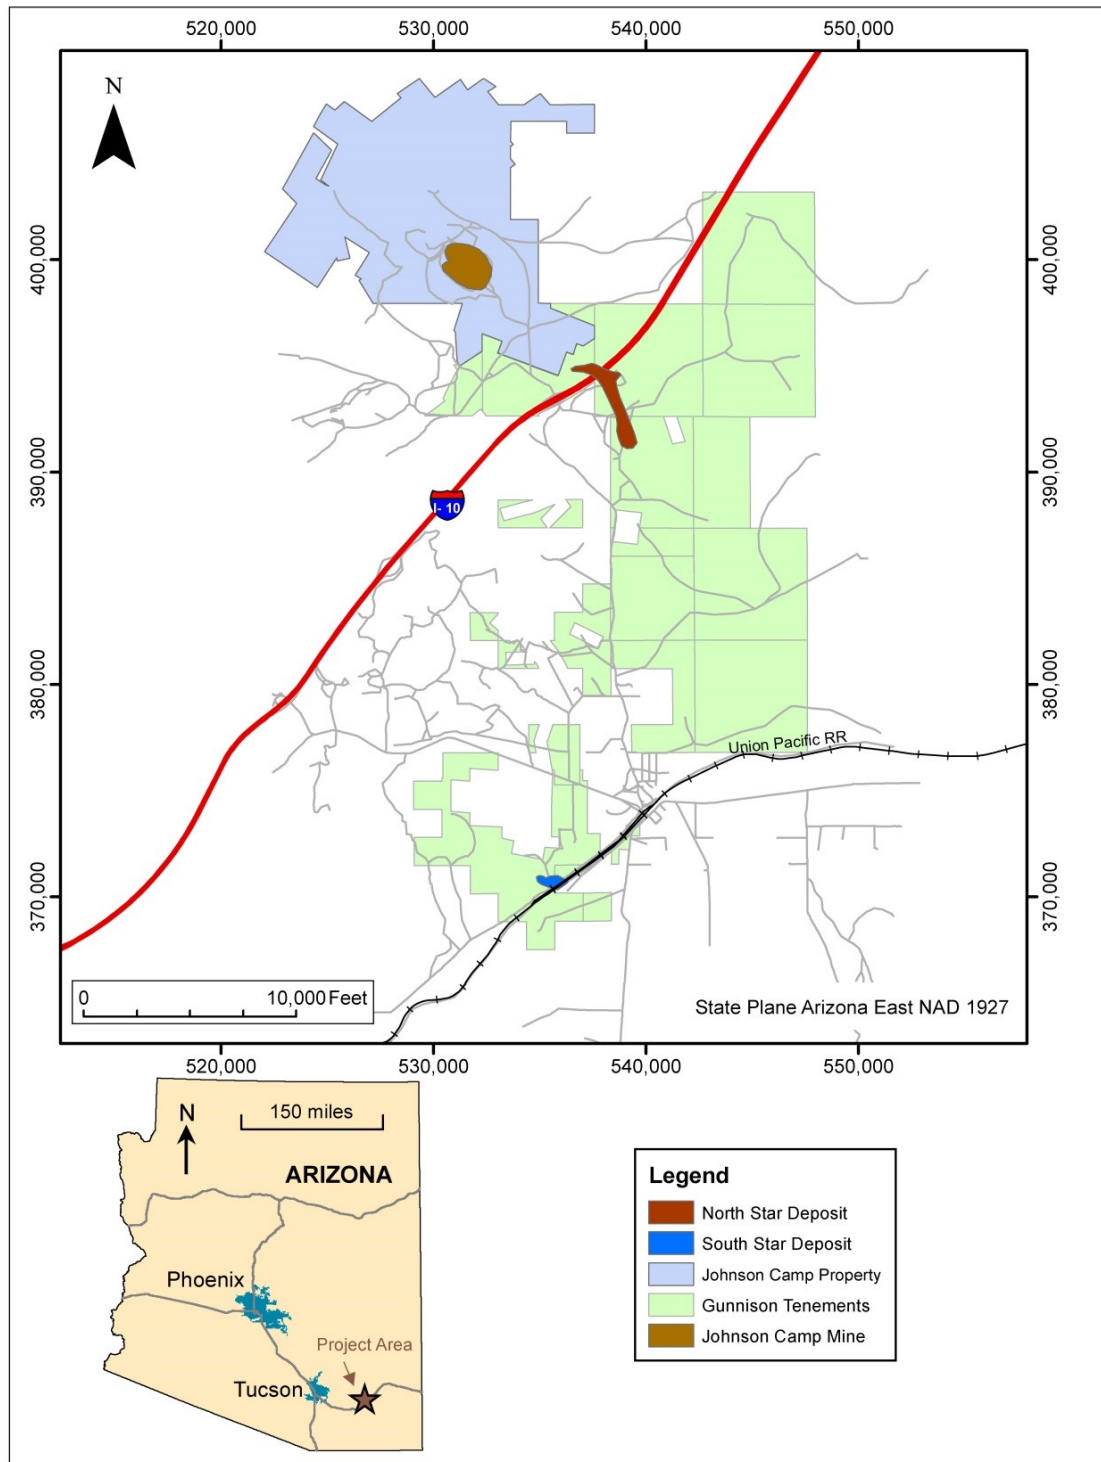 520,000 530,000 540,000 550,000
N
400,000 400,000
390,000 390,000
I-10
380,000 380,000
Union Pacific RR
370,000 370,000
0 10,000 Feet
State Plane Arizona East NAD 1927
520,000 530,000 540,000 550,000
N
150 miles
ARIZONA
Phoenix
Project Area
Tucson
Legend
North Star Deposit
South Star Deposit
Johnson Camp Property
Gunnison Tenements
Johnson Camp Mine